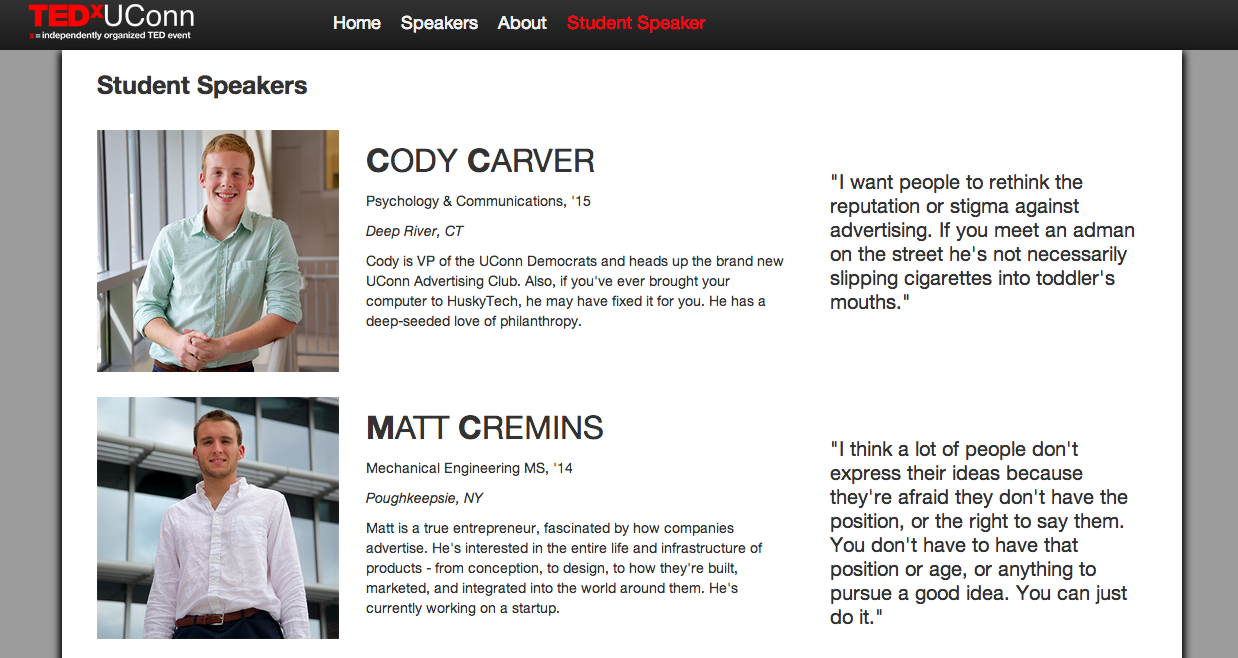 TEDxUConn
x = independently organized TED event
Home Speakers About Student Speaker
Student Speakers
CODY CARVER
Psychology & Communications, '15
Deep River, CT
Cody is VP of the UConn Democrats and heads up the brand new
UConn Advertising Club. Also, if you've ever brought your
computer to HuskyTech, he may have fixed it for you. He has a
deep-seeded love of philanthropy.
"I want people to rethink the
reputation or stigma against
advertising. If you meet an adman
on the street he's not necessarily
slipping cigarettes into toddler's
mouths."
MATT CREMINS
Mechanical Engineering MS, '14
Poughkeepsie, NY
Matt is a true entrepreneur, fascinated by how companies
advertise. He's interested in the entire life and infrastructure of
products - from conception, to design, to how they're built,
marketed, and integrated into the world around them. He's
currently working on a startup.
"I think a lot of people don't
express their ideas because
they're afraid they don't have the
position, or the right to say them.
You don't have to have that
position or age, or anything to
pursue a good idea. You can just
do it."